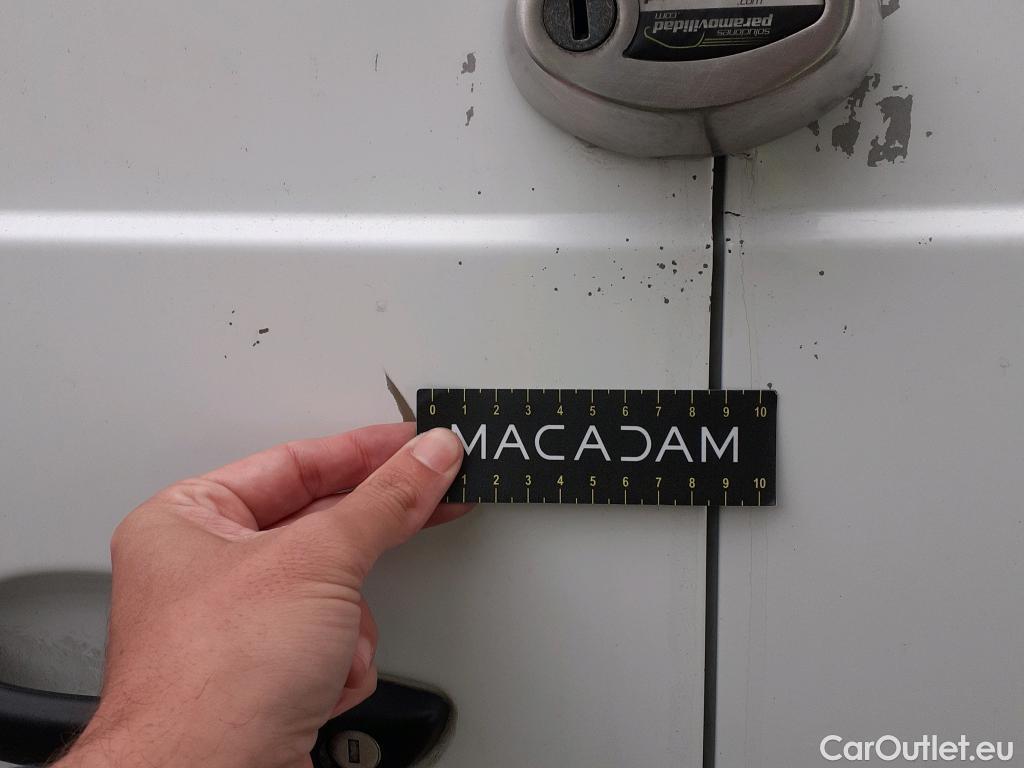 .com
soluciones
paramovilidad
.com
0 1 2 3 4 5 6 7 8 9 10
MACADAM
1 2 3 4 5 6 7 8 9 10
CarOutlet.eu